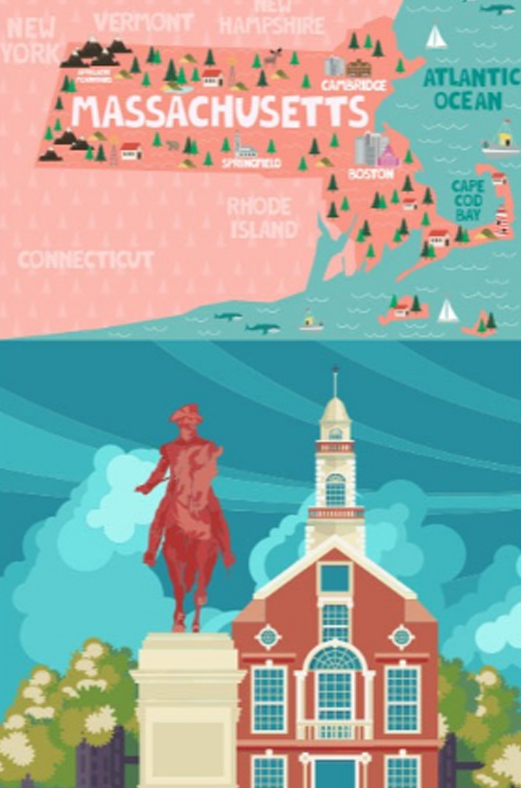 NEW
HAMPSHIRE
VERMONT
NEW
YORK
ATLANTIC
OCEAN
CAMBRIDGE
MASSACHUSETTS
SPRINGFIELD
BOSTON
CAPE
COD
BAY
RHODE
ISLAND
CONNECTICUT